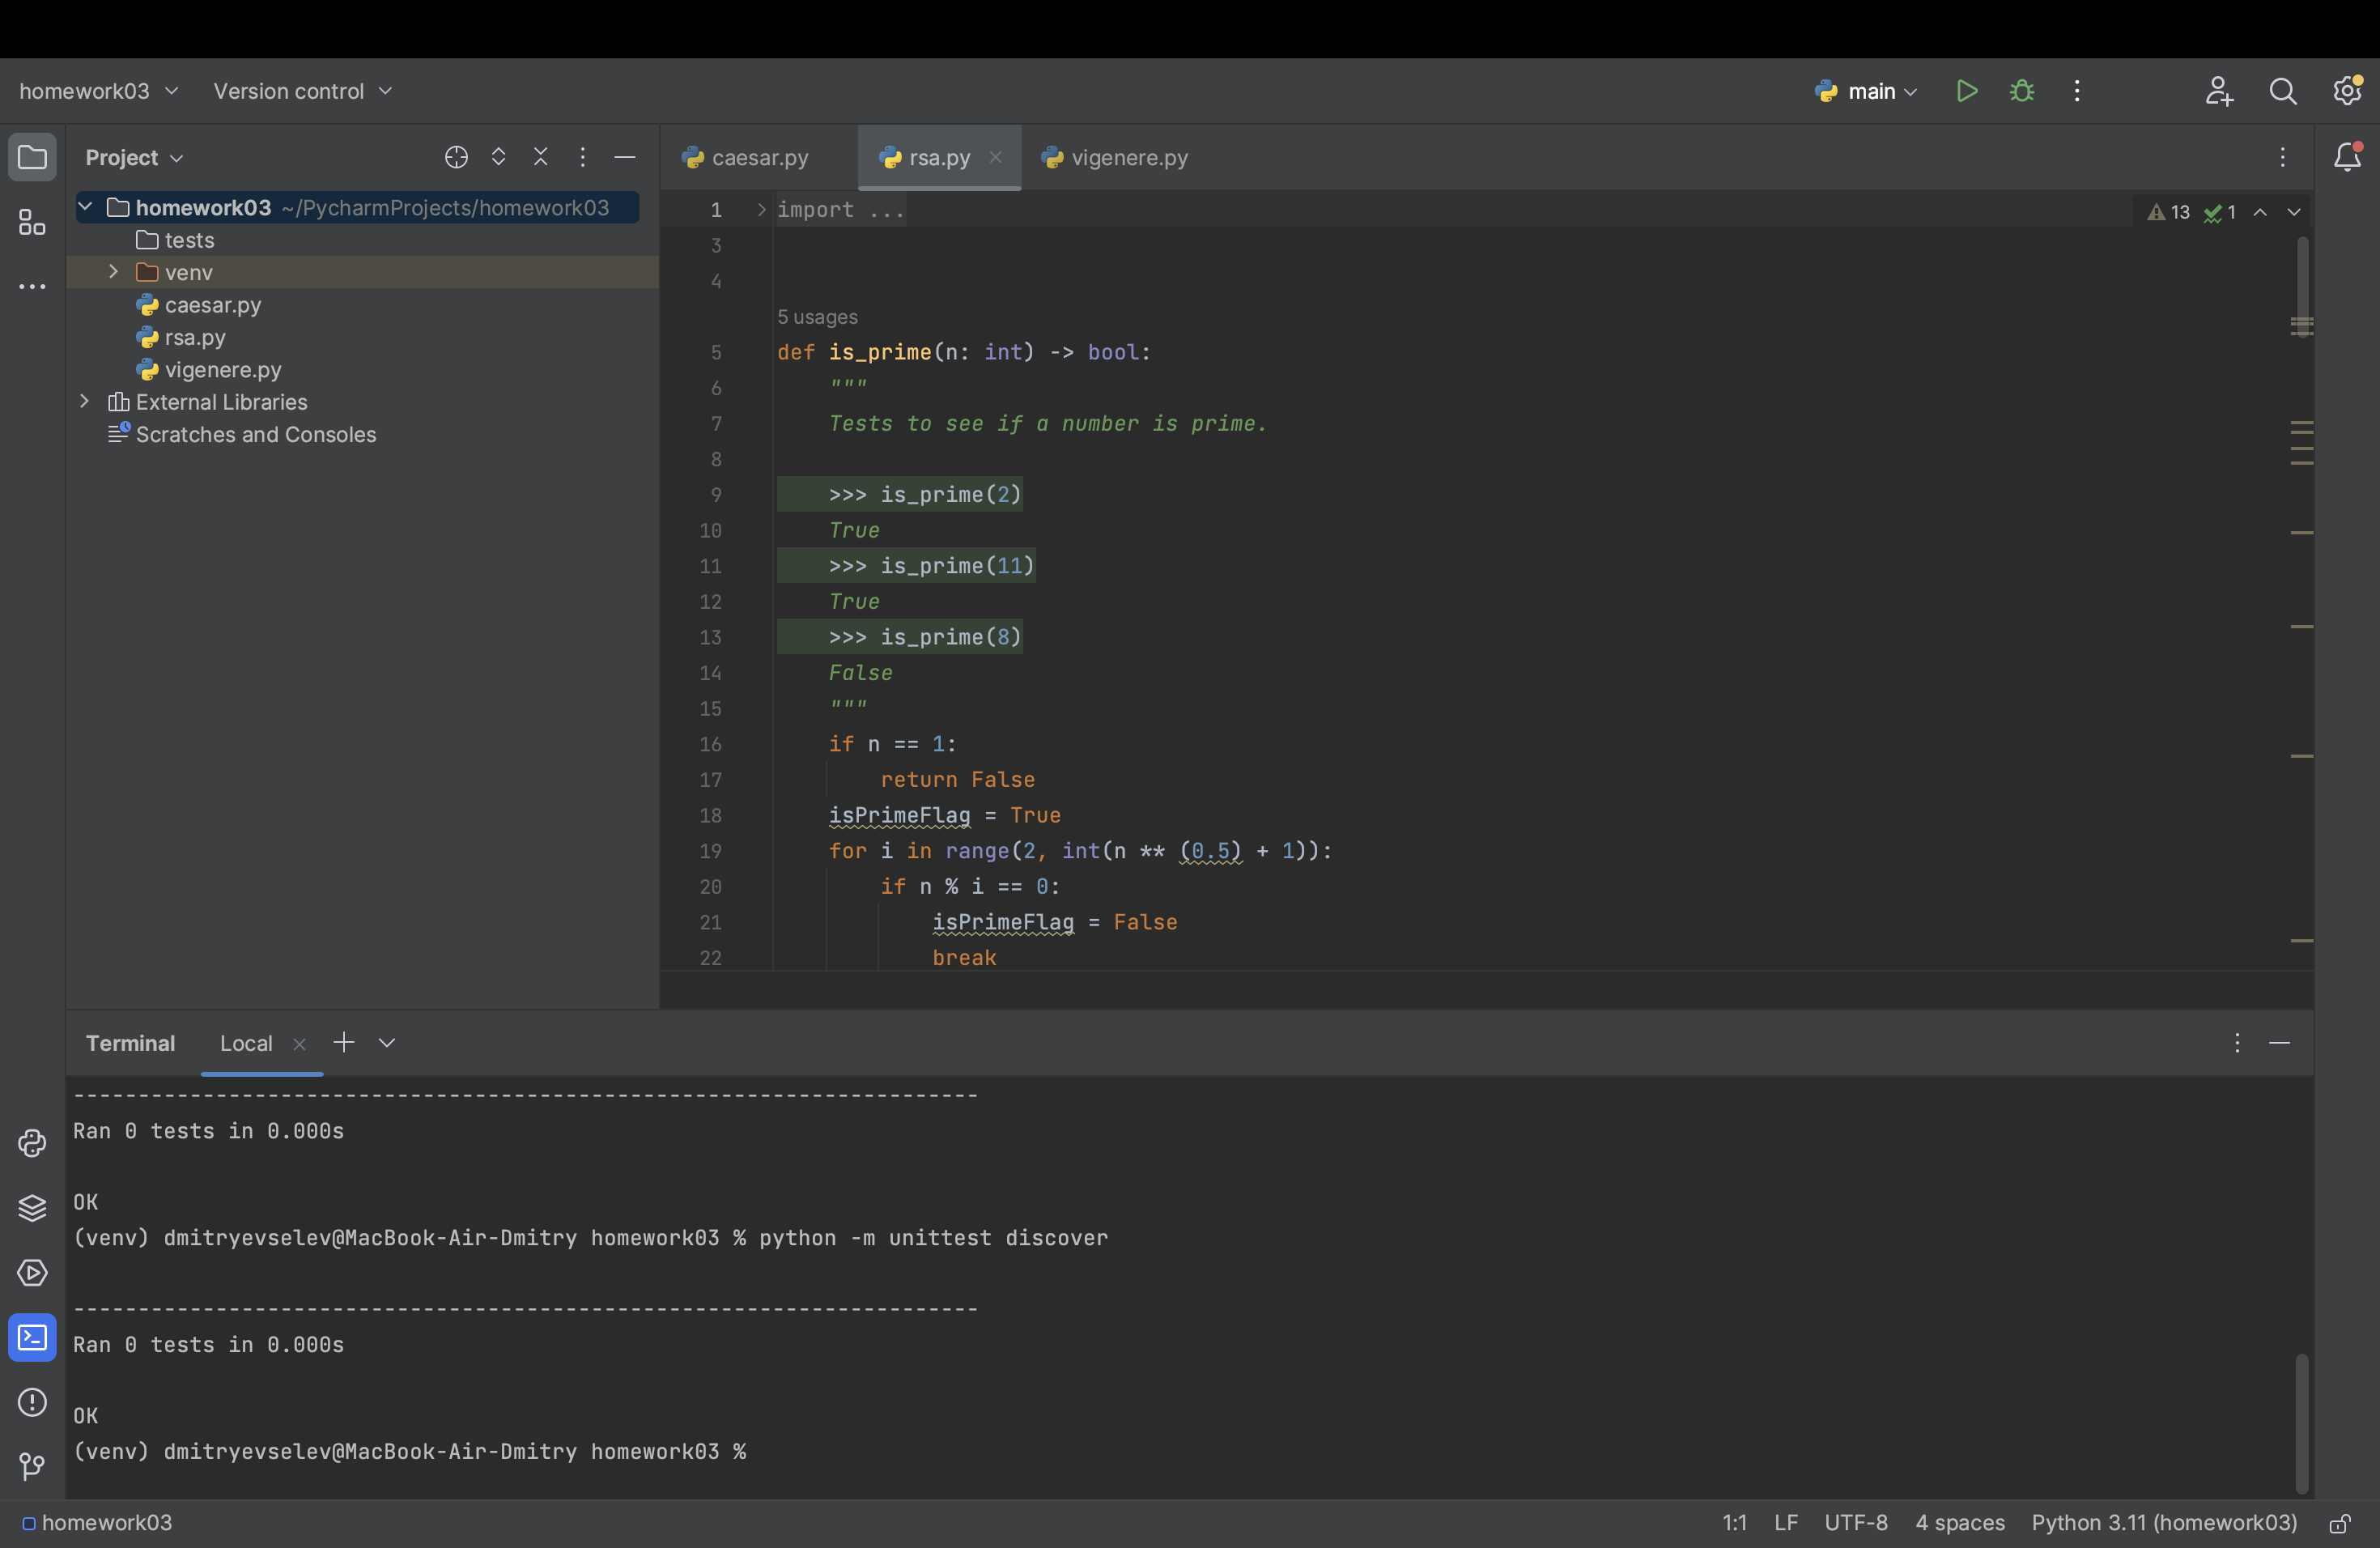 homework03
Version control
main
Project
caesar.py
rsa.py
vigenere.py
homework03 ~/PycharmProjects/homework03
tests
venv
caesar.py
rsa.py
vigenere.py
External Libraries
Scratches and Consoles
1 import ...
13 1
3
4
5 usages
5 def is_prime(n: int) -> bool:
6 """
7 Tests to see if a number is prime.
8
9 >>> is_prime(2)
10 True
11 >>> is_prime(11)
12 True
13 >>> is_prime(8)
14 False
15 """
16 if n == 1:
17 return False
18 isPrimeFlag = True
19 for i in range(2, int(n ** (0.5) + 1)):
20 if n % i == 0:
21 isPrimeFlag = False
22 break
Terminal
Local
----------------------------------------------------------------------
Ran 0 tests in 0.000s
OK
(venv) dmitryevselev@MacBook-Air-Dmitry homework03 % python -m unittest discover
----------------------------------------------------------------------
Ran 0 tests in 0.000s
OK
(venv) dmitryevselev@MacBook-Air-Dmitry homework03 %
homework03
1:1
LF
UTF-8
4 spaces
Python 3.11 (homework03)